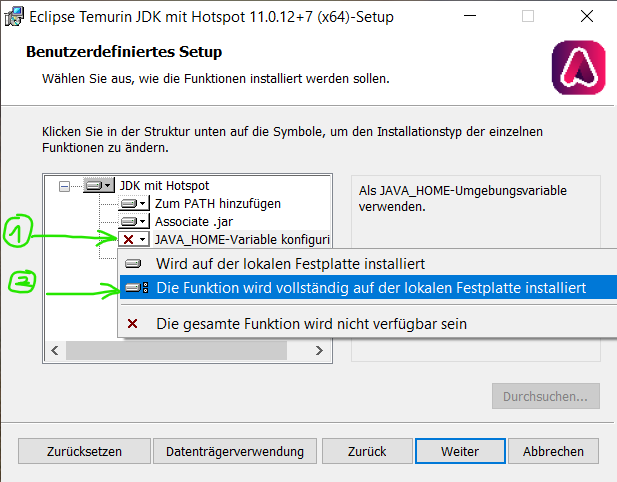 Eclipse Temurin JDK mit Hotspot 11.0.12+7 (x64)-Setup
Benutzerdefiniertes Setup
Wählen Sie aus, wie die Funktionen installiert werden sollen.
Klicken Sie in der Struktur unten auf die Symbole, um den Installationstyp der einzelnen
Funktionen zu ändern.
JDK mit Hotspot
Zum PATH hinzufügen
Associate .jar
1
JAVA_HOME-Variable konfiguri
Als JAVA_HOME-Umgebungsvariable
verwenden.
Wird auf der lokalen Festplatte installiert
2
Die Funktion wird vollständig auf der lokalen Festplatte installiert
Die gesamte Funktion wird nicht verfügbar sein
Durchsuchen...
Zurücksetzen
Datenträgerverwendung
Zurück
Weiter
Abbrechen